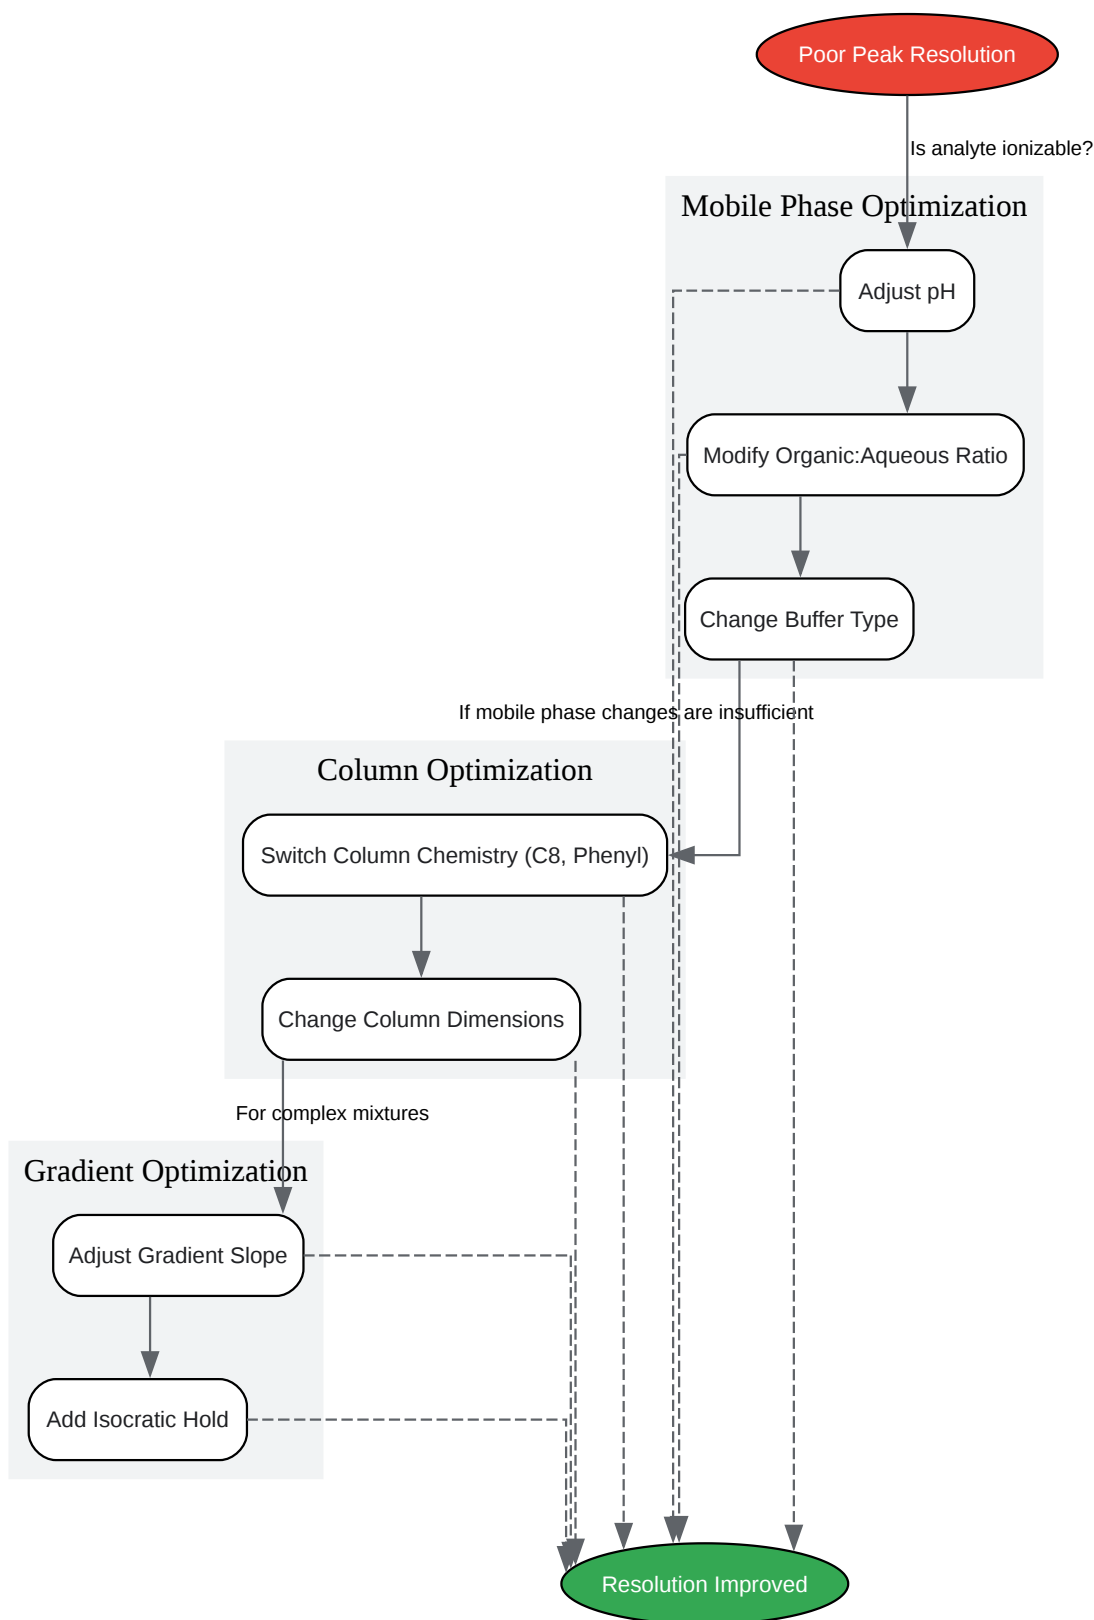 Poor Peak Resolution
Is analyte ionizable?
Mobile Phase Optimization
Adjust pH
Modify Organic:Aqueous Ratio
Change Buffer Type
If mobile phase changes are insufficient
Column Optimization
Switch Column Chemistry (C8, Phenyl)
Change Column Dimensions
For complex mixtures
Gradient Optimization
Adjust Gradient Slope
Add Isocratic Hold
Resolution Improved